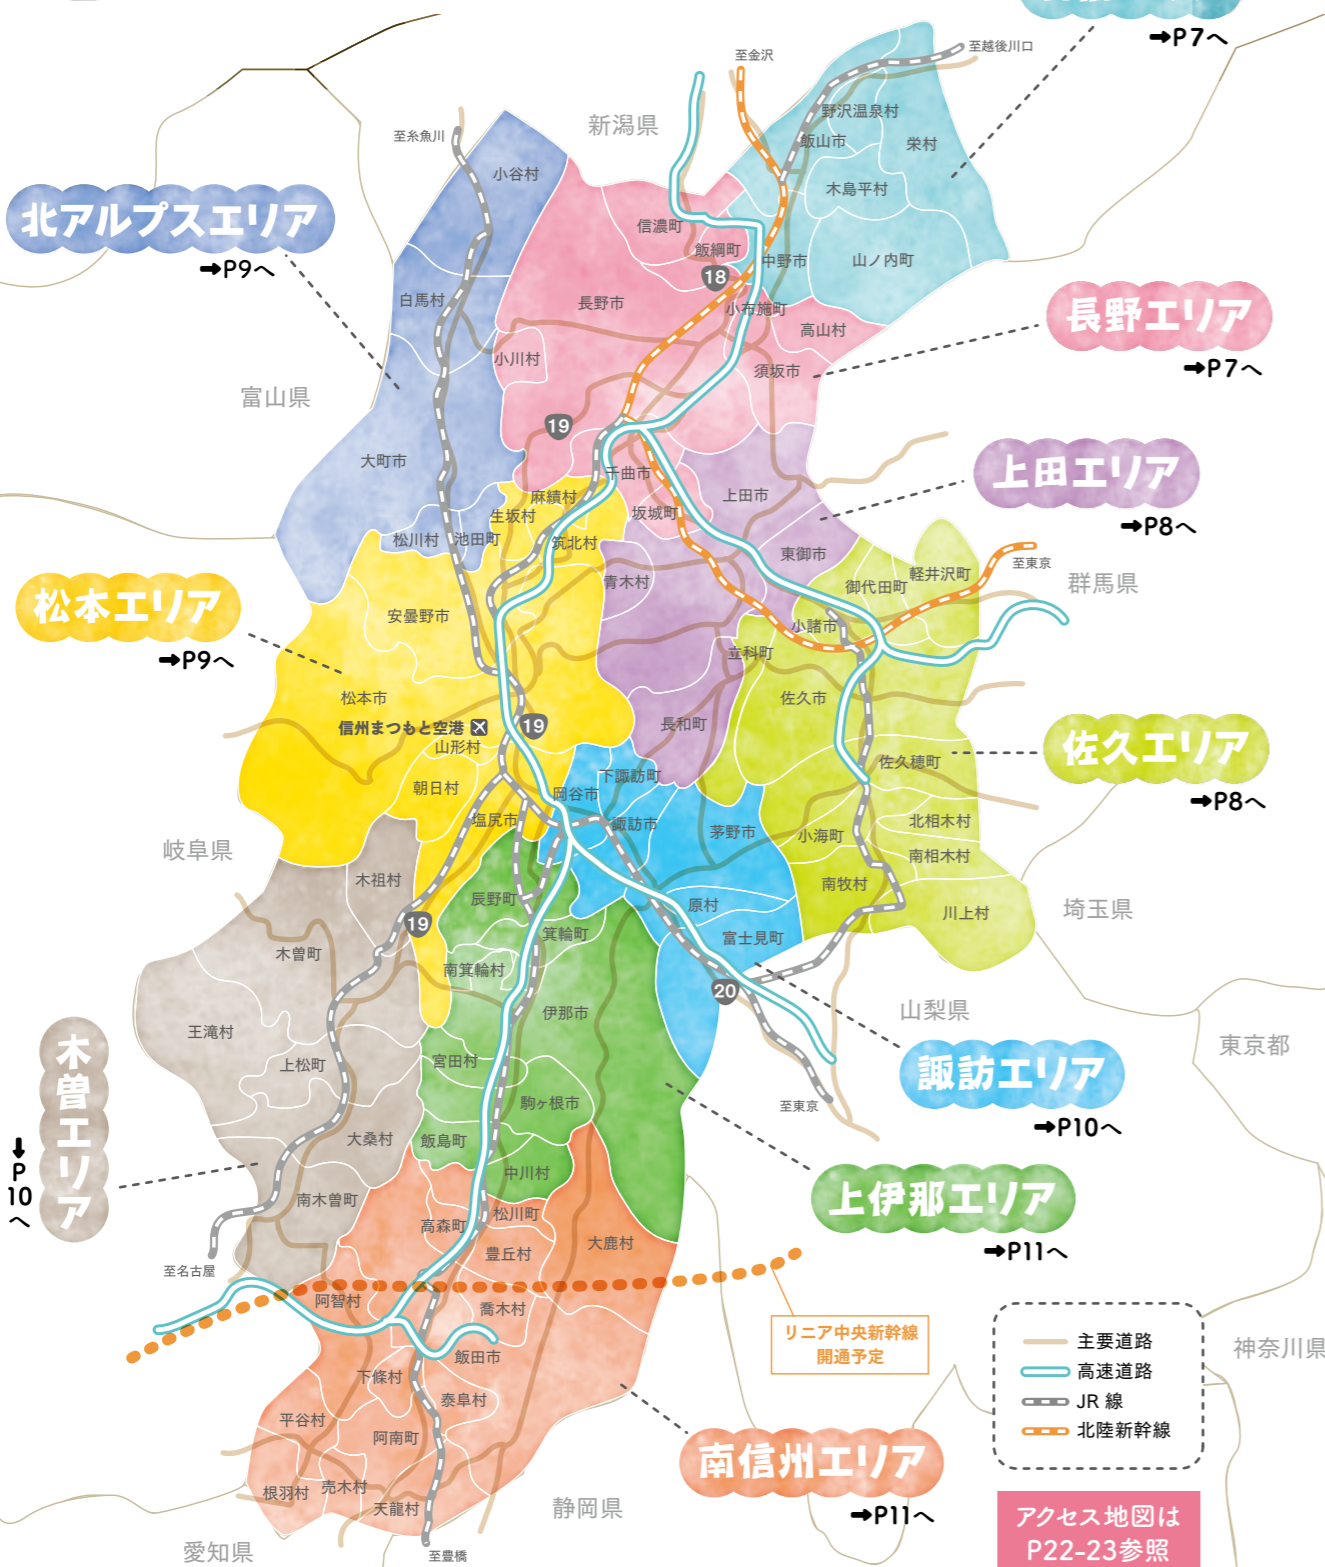 ➡P7へ
至越後川口
至金沢
新潟県
至糸魚川
野沢温泉村
飯山市
栄村
小谷村
木島平村
北アルプスエリア
➡P9へ
信濃町
飯綱町
中野市
山ノ内町
18
白馬村
長野市
小布施町
高山村
長野エリア
➡P7へ
小川村
須坂市
富山県
19
大町市
千曲市
上田エリア
➡P8へ
麻績村
上田市
生坂村
坂城町
松川村
池田町
筑北村
東御市
至東京
群馬県
青木村
御代田町
軽井沢町
松本エリア
➡P9へ
安曇野市
小諸市
立科町
松本市
佐久市
信州まつもと空港
19
長和町
山形村
佐久エリア
➡P8へ
佐久穂町
下諏訪町
朝日村
岡谷市
塩尻市
諏訪市
茅野市
小海町
北相木村
岐阜県
南相木村
木祖村
南牧村
辰野町
原村
川上村
埼玉県
19
箕輪町
富士見町
木曽町
南箕輪村
20
山梨県
伊那市
王滝村
東京都
上松町
宮田村
諏訪エリア
➡P10へ
木曽エリア
➡P10へ
駒ヶ根市
至東京
大桑村
飯島町
中川村
上伊那エリア
➡P11へ
南木曽町
松川町
高森町
大鹿村
豊丘村
至名古屋
阿智村
喬木村
リニア中央新幹線
開通予定
主要道路
高速道路
JR 線
北陸新幹線
神奈川県
飯田市
下條村
泰阜村
平谷村
阿南町
南信州エリア
➡P11へ
根羽村
売木村
天龍村
静岡県
愛知県
至豊橋
アクセス地図は
P22-23参照